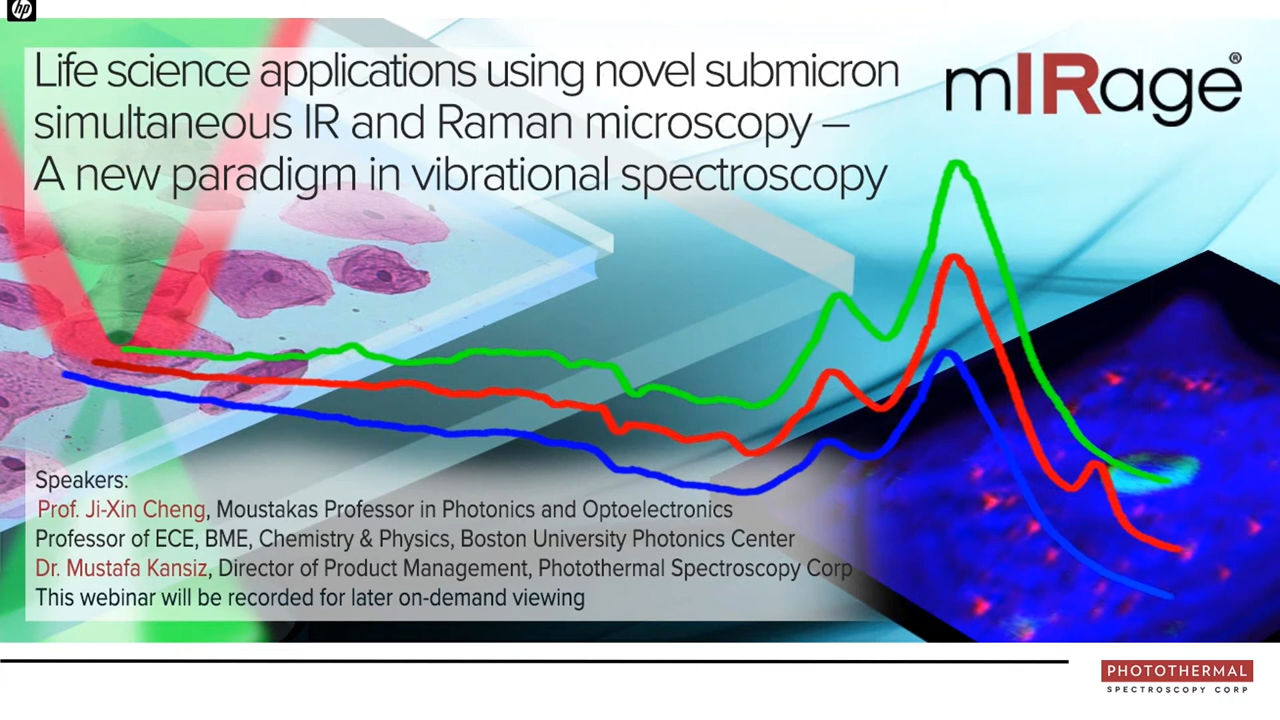 hp
Life science applications using novel submicron
simultaneous IR and Raman microscopy –
A new paradigm in vibrational spectroscopy
mIRage®
Speakers:
Prof. Ji-Xin Cheng, Moustakas Professor in Photonics and Optoelectronics
Professor of ECE, BME, Chemistry & Physics, Boston University Photonics Center
Dr. Mustafa Kansiz, Director of Product Management, Photothermal Spectroscopy Corp
This webinar will be recorded for later on-demand viewing
PHOTOTHERMAL
SPECTROSCOPY CORP